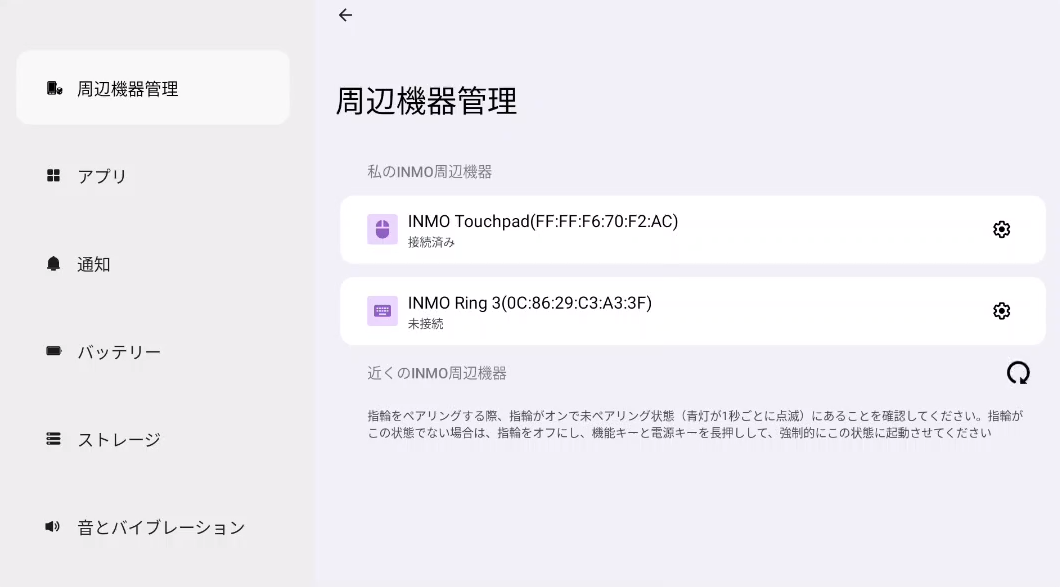 周辺機器管理
アプリ
通知
バッテリー
ストレージ
音とバイブレーション
周辺機器管理
私のINMO周辺機器
INMO Touchpad(FF:FF:F6:70:F2:AC)
接続済み
INMO Ring 3(0C:86:29:C3:A3:3F)
未接続
近くのINMO周辺機器
指輪をペアリングする際、指輪がオンで未ペアリング状態（青灯が1秒ごとに点滅）にあることを確認してください。指輪が
この状態でない場合は、指輪をオフにし、機能キーと電源キーを長押しして、強制的にこの状態に起動させてください